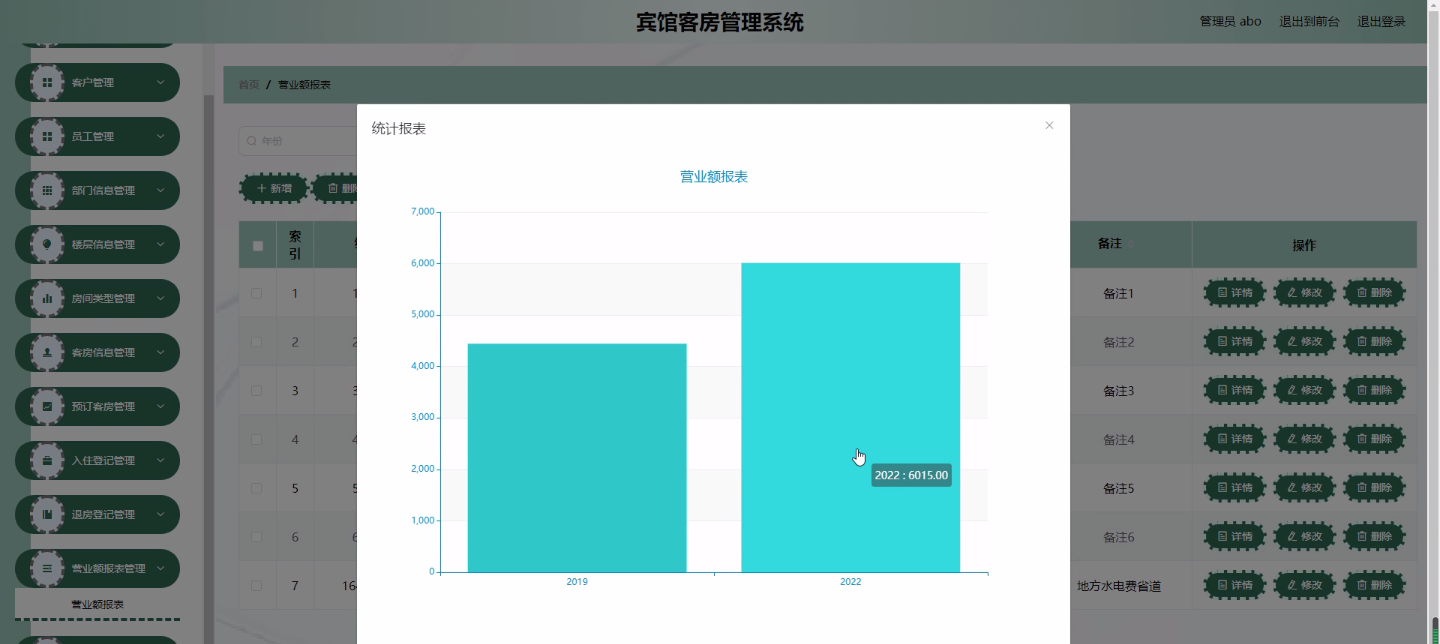 宾馆客房管理系统
管理员 abo 退出到前台 退出登录
客户管理
员工管理
部门信息管理
楼层信息管理
房间类型管理
客房信息管理
预订客房管理
入住登记管理
退房登记管理
营业额报表管理
营业额报表
首页 / 营业额报表
年份
新增
索引 备注 操作
1 备注1 详情 修改 删除
2 备注2 详情 修改 删除
3 备注3 详情 修改 删除
4 备注4 详情 修改 删除
5 备注5 详情 修改 删除
6 备注6 详情 修改 删除
7 地方水电费省道 详情 修改 删除
统计报表
营业额报表
7,000
6,000
5,000
4,000
3,000
2,000
1,000
0
2019 2022
2022 : 6015.00